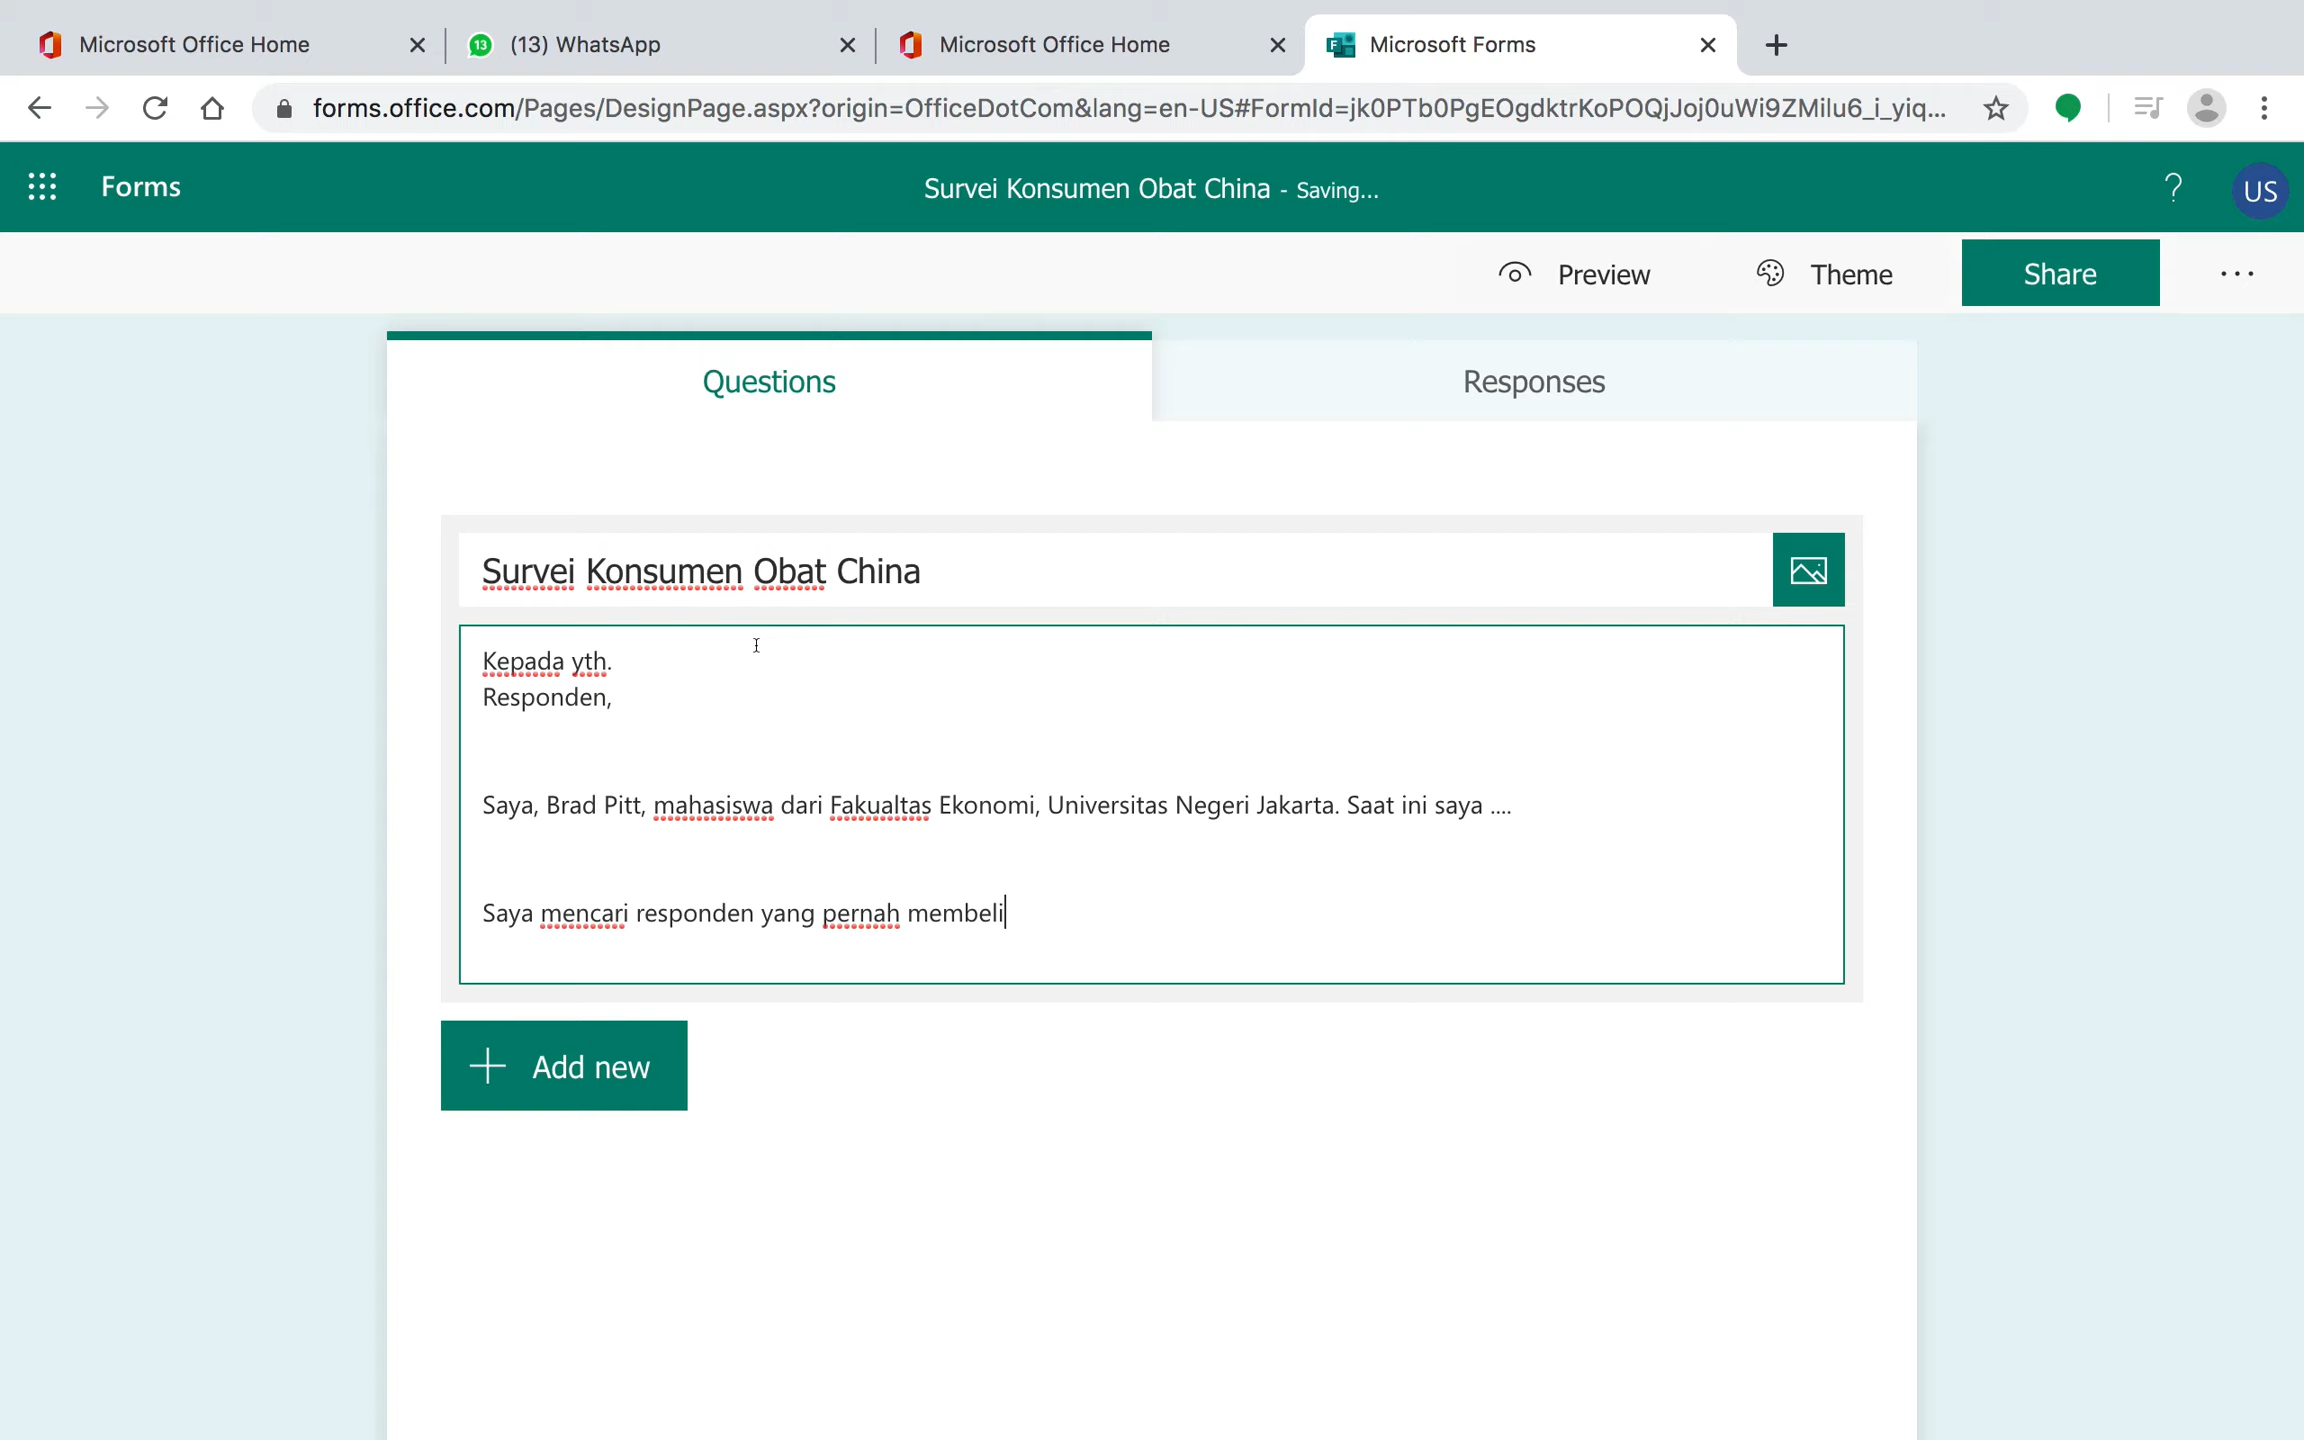 Microsoft Office Home
13 (13) WhatsApp
Microsoft Office Home
F Microsoft Forms
forms.office.com/Pages/DesignPage.aspx?origin=OfficeDotCom&lang=en-US#FormId=jk0PTb0PgEOgdktrKoPOQjJoj0uWi9ZMilu6_i_yiq...
Forms
Survei Konsumen Obat China - Saving...
? US
Preview
Theme
Share
Questions
Responses
Survei Konsumen Obat China
Kepada yth.
Responden,
Saya, Brad Pitt, mahasiswa dari Fakualtas Ekonomi, Universitas Negeri Jakarta. Saat ini saya ....
Saya mencari responden yang pernah membeli
Add new